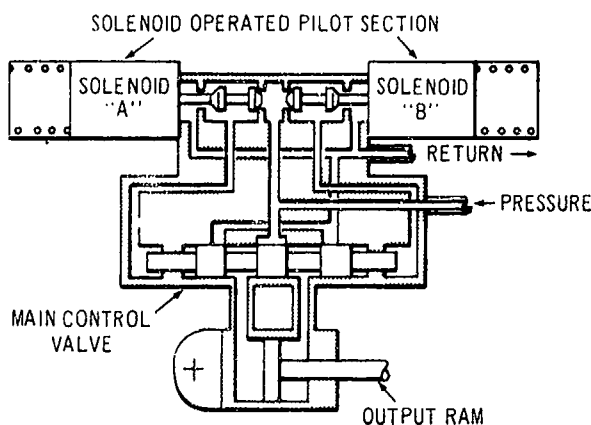 SOLENOID OPERATED PILOT SECTION
SOLENOID
"A"
SOLENOID
"B"
RETURN →
← PRESSURE
MAIN CONTROL
VALVE
OUTPUT RAM